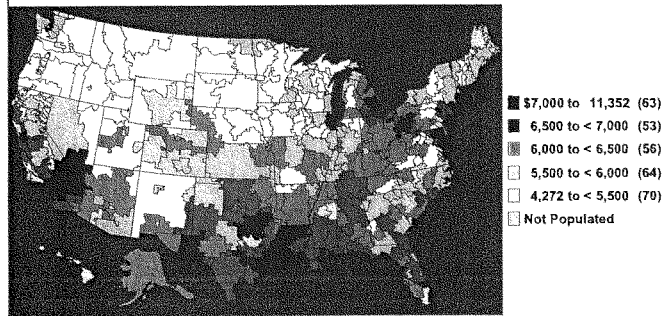 $7,000 to 11,352 (63)
6,500 to < 7,000 (53)
6,000 to < 6,500 (56)
5,500 to < 6,000 (64)
4,272 to < 5,500 (70)
Not Populated